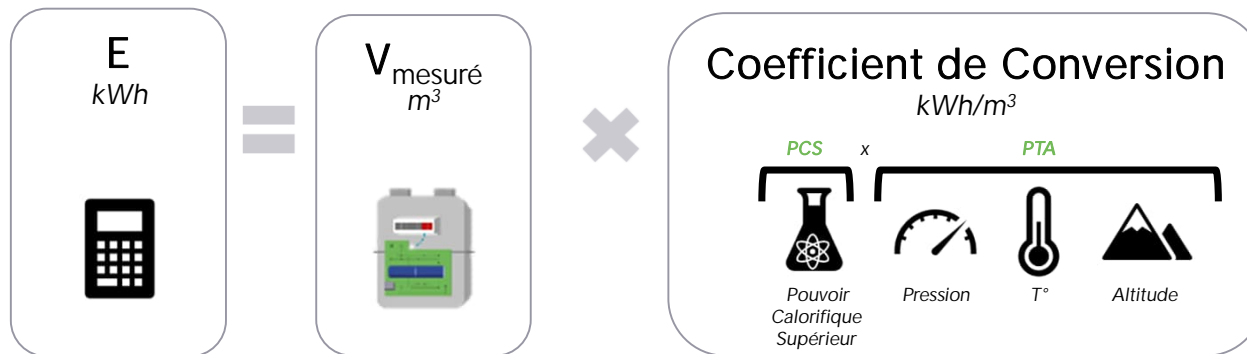 E
kWh
V mesuré
m³
Coefficient de Conversion
kWh/m³
PCS x PTA
Pouvoir
Calorifique
Supérieur
Pression
T°
Altitude